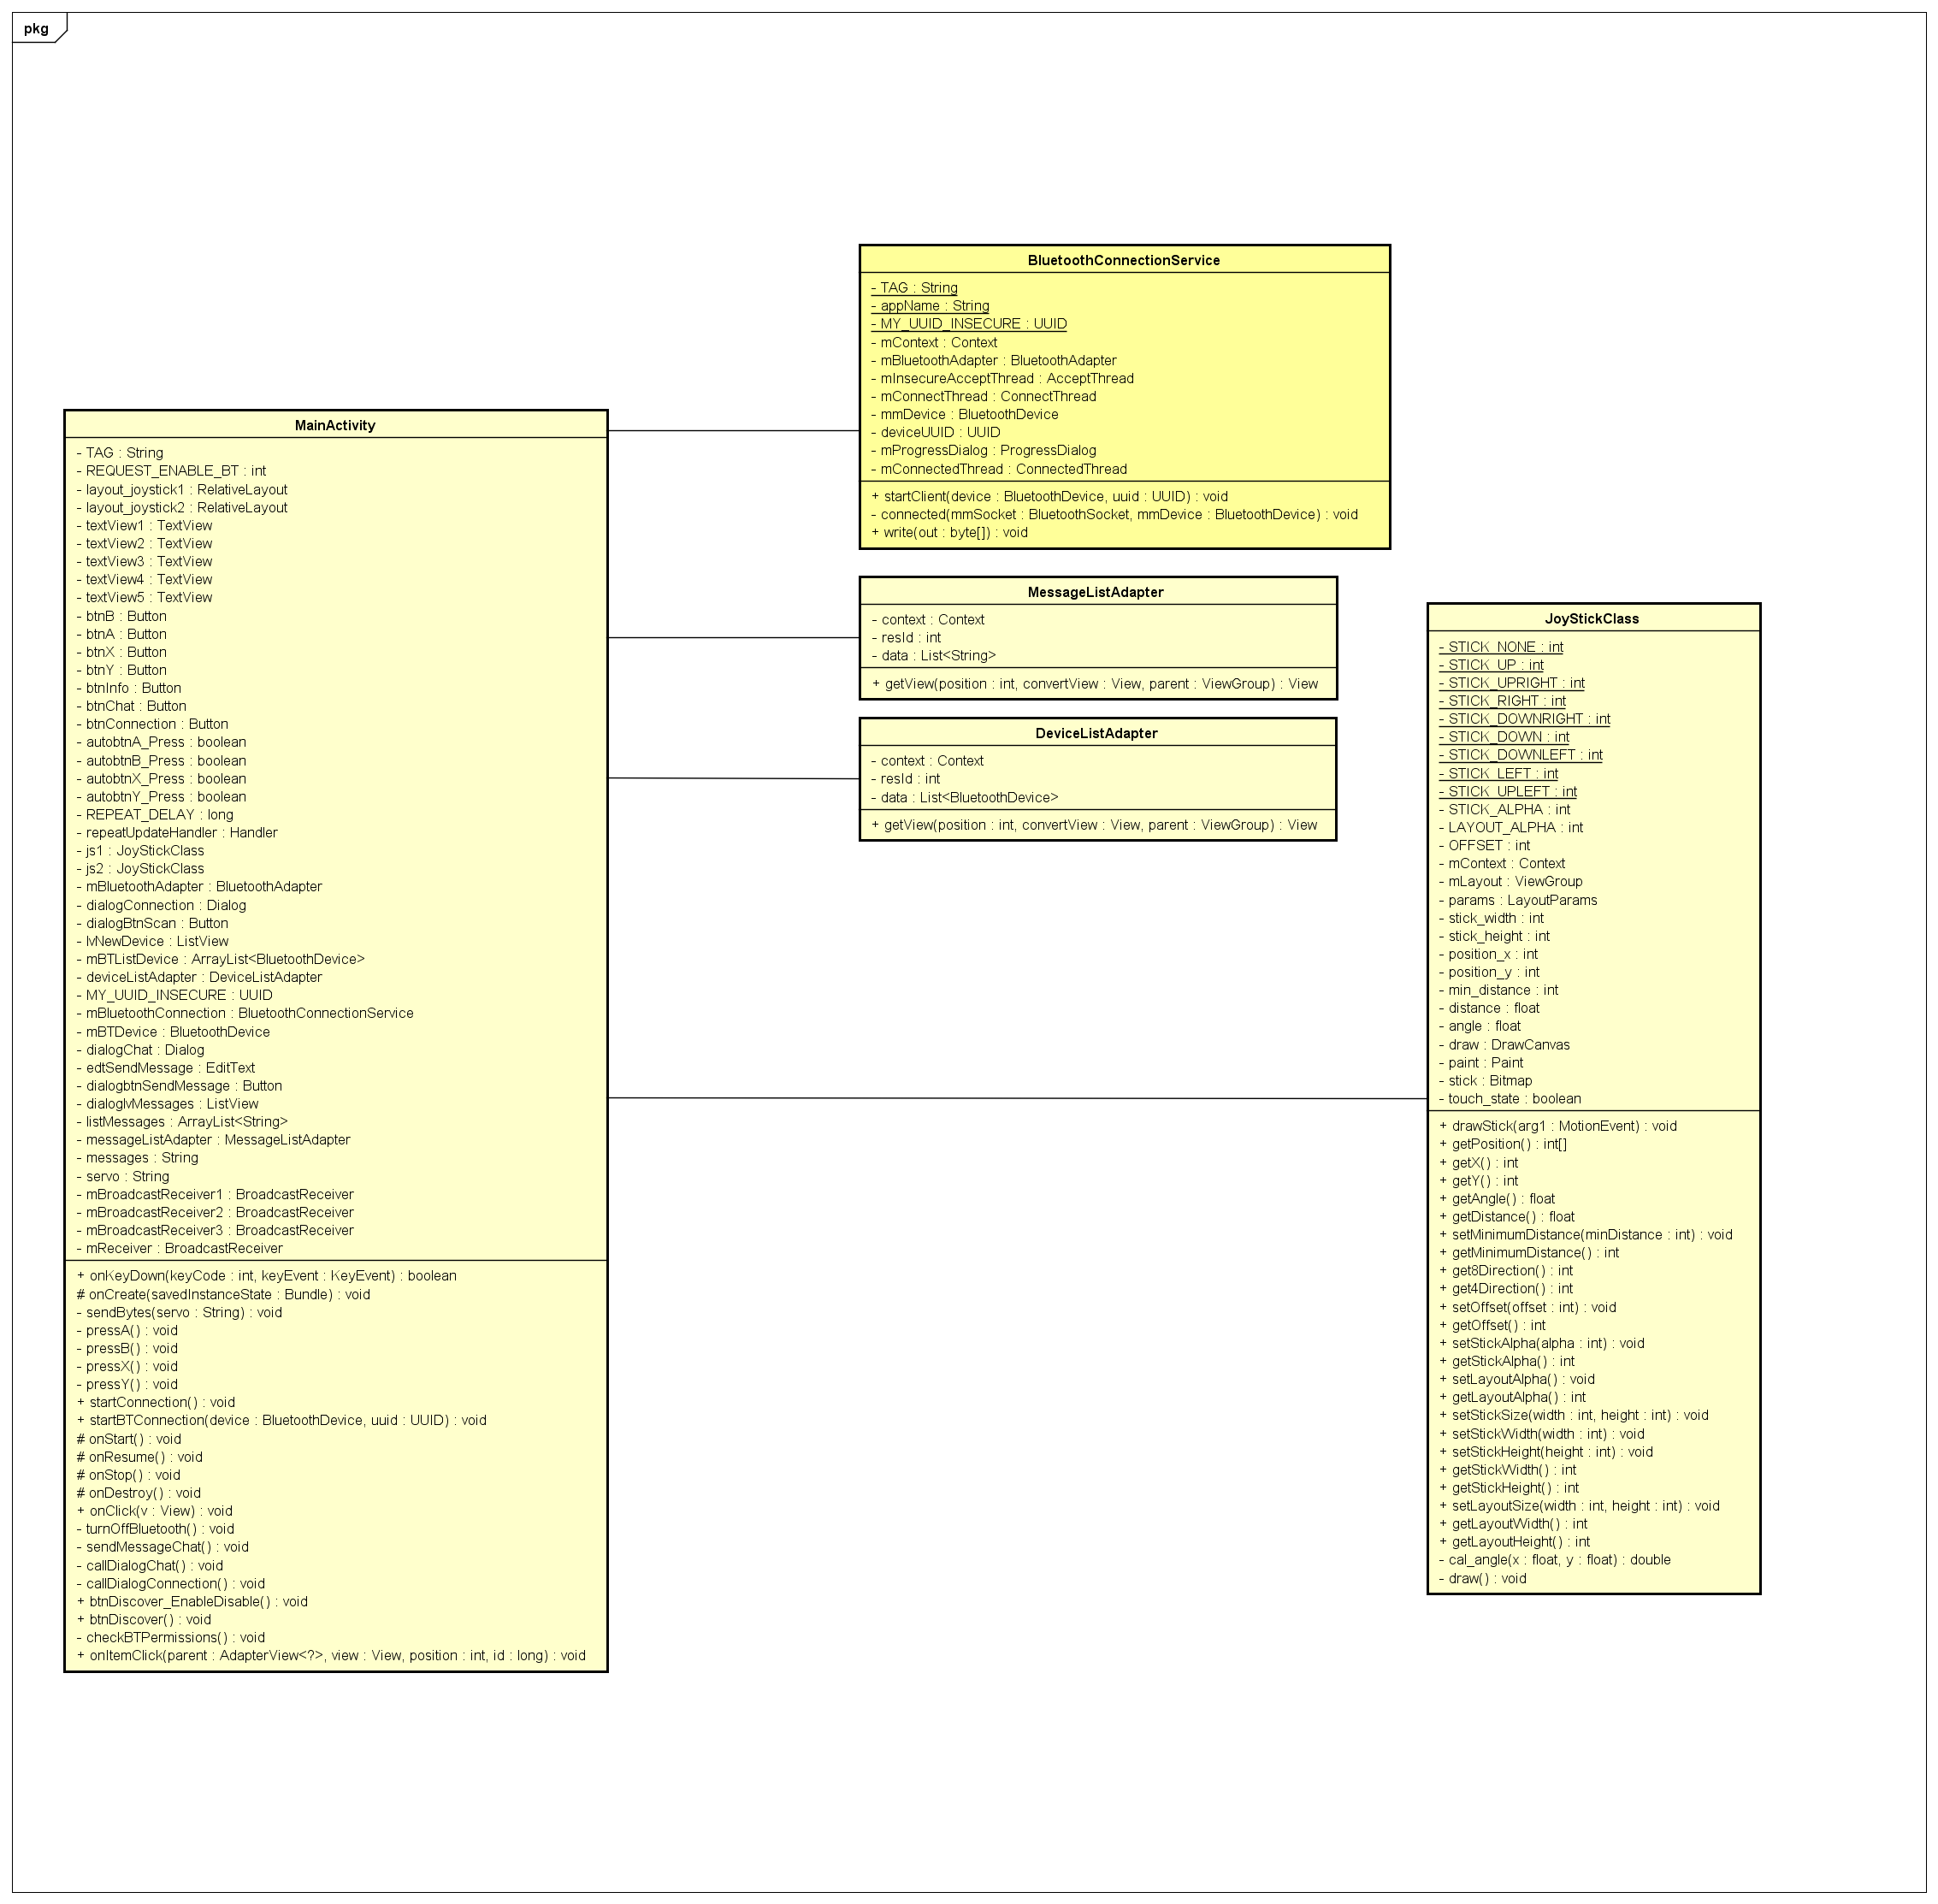 pkg
MainActivity
- TAG : String
- REQUEST_ENABLE_BT : int
- layout_joystick1 : RelativeLayout
- layout_joystick2 : RelativeLayout
- textView1 : TextView
- textView2 : TextView
- textView3 : TextView
- textView4 : TextView
- textView5 : TextView
- btnB : Button
- btnA : Button
- btnX : Button
- btnY : Button
- btnInfo : Button
- btnChat : Button
- btnConnection : Button
- autobtnA_Press : boolean
- autobtnB_Press : boolean
- autobtnX_Press : boolean
- autobtnY_Press : boolean
- REPEAT_DELAY : long
- repeatUpdateHandler : Handler
- js1 : JoyStickClass
- js2 : JoyStickClass
- mBluetoothAdapter : BluetoothAdapter
- dialogConnection : Dialog
- dialogBtnScan : Button
- lvNewDevice : ListView
- mBTListDevice : ArrayList<BluetoothDevice>
- deviceListAdapter : DeviceListAdapter
- MY_UUID_INSECURE : UUID
- mBluetoothConnection : BluetoothConnectionService
- mBTDevice : BluetoothDevice
- dialogChat : Dialog
- edtSendMessage : EditText
- dialogbtnSendMessage : Button
- dialoglvMessages : ListView
- listMessages : ArrayList<String>
- messageListAdapter : MessageListAdapter
- messages : String
- servo : String
- mBroadcastReceiver1 : BroadcastReceiver
- mBroadcastReceiver2 : BroadcastReceiver
- mBroadcastReceiver3 : BroadcastReceiver
- mReceiver : BroadcastReceiver
+ onKeyDown(keyCode : int, keyEvent : KeyEvent) : boolean
# onCreate(savedInstanceState : Bundle) : void
- sendBytes(servo : String) : void
- pressA() : void
- pressB() : void
- pressX() : void
- pressY() : void
+ startConnection() : void
+ startBTConnection(device : BluetoothDevice, uuid : UUID) : void
# onStart() : void
# onResume() : void
# onStop() : void
# onDestroy() : void
+ onClick(v : View) : void
- turnOffBluetooth() : void
- sendMessageChat() : void
- callDialogChat() : void
- callDialogConnection() : void
+ btnDiscover_EnableDisable() : void
+ btnDiscover() : void
- checkBTPermissions() : void
+ onItemClick(parent : AdapterView<?>, view : View, position : int, id : long) : void
BluetoothConnectionService
- TAG : String
- appName : String
- MY_UUID_INSECURE : UUID
- mContext : Context
- mBluetoothAdapter : BluetoothAdapter
- mInsecureAcceptThread : AcceptThread
- mConnectThread : ConnectThread
- mmDevice : BluetoothDevice
- deviceUUID : UUID
- mProgressDialog : ProgressDialog
- mConnectedThread : ConnectedThread
+ startClient(device : BluetoothDevice, uuid : UUID) : void
- connected(mmSocket : BluetoothSocket, mmDevice : BluetoothDevice) : void
+ write(out : byte[]) : void
MessageListAdapter
- context : Context
- resId : int
- data : List<String>
+ getView(position : int, convertView : View, parent : ViewGroup) : View
DeviceListAdapter
- context : Context
- resId : int
- data : List<BluetoothDevice>
+ getView(position : int, convertView : View, parent : ViewGroup) : View
JoyStickClass
- STICK_NONE : int
- STICK_UP : int
- STICK_UPRIGHT : int
- STICK_RIGHT : int
- STICK_DOWNRIGHT : int
- STICK_DOWN : int
- STICK_DOWNLEFT : int
- STICK_LEFT : int
- STICK_UPLEFT : int
- STICK_ALPHA : int
- LAYOUT_ALPHA : int
- OFFSET : int
- mContext : Context
- mLayout : ViewGroup
- params : LayoutParams
- stick_width : int
- stick_height : int
- position_x : int
- position_y : int
- min_distance : int
- distance : float
- angle : float
- draw : DrawCanvas
- paint : Paint
- stick : Bitmap
- touch_state : boolean
+ drawStick(arg1 : MotionEvent) : void
+ getPosition() : int[]
+ getX() : int
+ getY() : int
+ getAngle() : float
+ getDistance() : float
+ setMinimumDistance(minDistance : int) : void
+ getMinimumDistance() : int
+ get8Direction() : int
+ get4Direction() : int
+ setOffset(offset : int) : void
+ getOffset() : int
+ setStickAlpha(alpha : int) : void
+ getStickAlpha() : int
+ setLayoutAlpha() : void
+ getLayoutAlpha() : int
+ setStickSize(width : int, height : int) : void
+ setStickWidth(width : int) : void
+ setStickHeight(height : int) : void
+ getStickWidth() : int
+ getStickHeight() : int
+ setLayoutSize(width : int, height : int) : void
+ getLayoutWidth() : int
+ getLayoutHeight() : int
- cal_angle(x : float, y : float) : double
- draw() : void